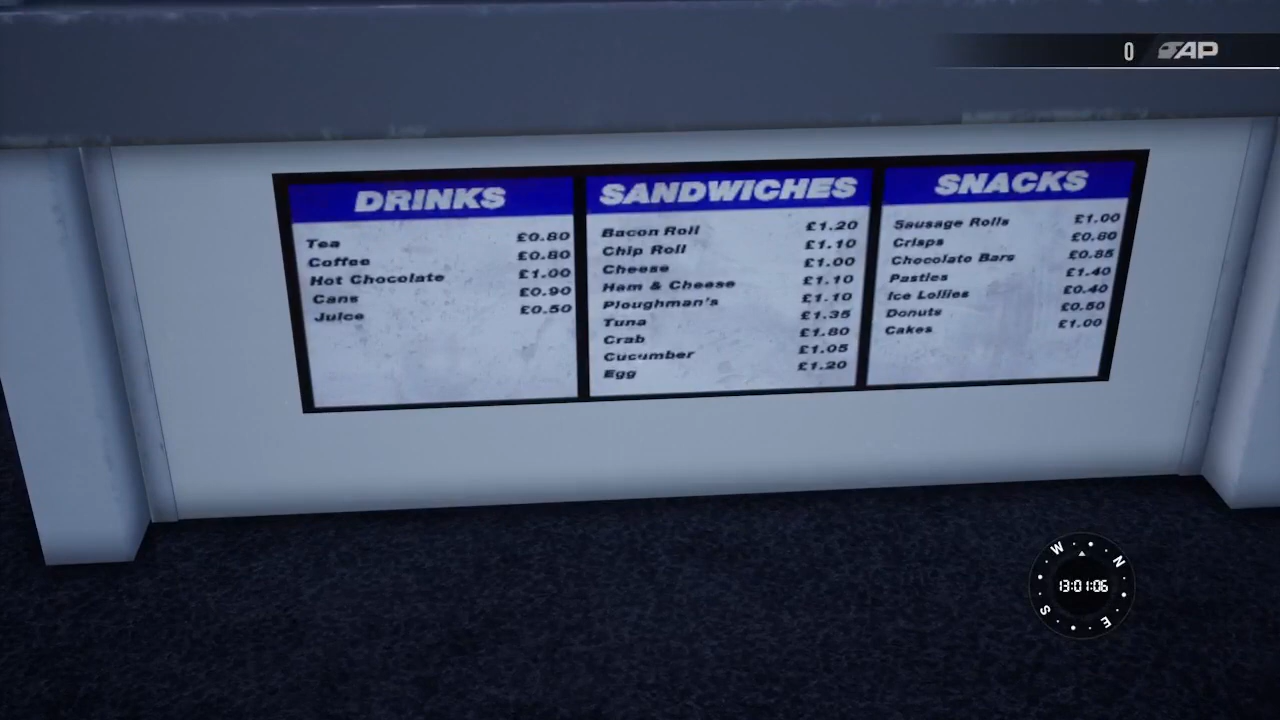 0 AP
DRINKS
Tea £0.80
Coffee £0.80
Hot Chocolate £1.00
Cans £0.90
Juice £0.50
SANDWICHES
Bacon Roll £1.20
Chip Roll £1.10
Cheese £1.00
Ham & Cheese £1.10
Ploughman's £1.10
Tuna £1.35
Crab £1.80
Cucumber £1.05
Egg £1.20
SNACKS
Sausage Rolls £1.00
Crisps £0.80
Chocolate Bars £0.85
Pasties £1.40
Ice Lollies £0.40
Donuts £0.50
Cakes £1.00
W N
13:01:06
S E